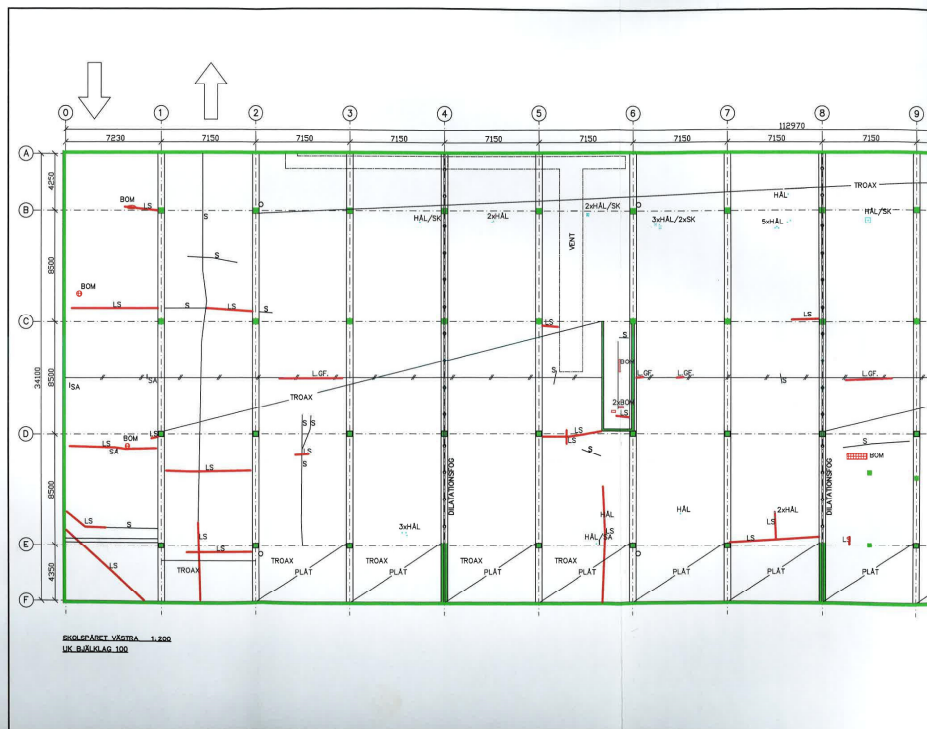 0 1 2 3 4 5 6 7 8 9
112970
7230 7150 7150 7150 7150 7150 7150 7150 7150
A
4250
TROAX
HÅL
BOM
LS
B
S
HÅL/SK
2xHÅL
2xHÅL/SK
3xHÅL/2xSK
5xHÅL
HÅL/SK
VENT
8500
S
BOM
LS
S
LS
S
C
LS
LS
S
34100
8500
SA
SA
L.GF.
S
BOM
L.GF.
L.GF.
IS
L.GF.
TROAX
2xBOM
LS
D
LS
BOM
LS
SA
S S
LS
S
LS
LS
S
S
BOM
LS
DILATATIONSFOG
DILATATIONSFOG
8500
LS
S
LS
3xHÅL
HÅL
LS
HÅL/SA
HÅL
2xHÅL
LS
LS
LS
E
LS
LS
4350
TROAX
TROAX
PLÅT
TROAX
PLÅT
TROAX
PLÅT
TROAX
PLÅT
PLÅT
PLÅT
PLÅT
F
SKOLSPÅRET VÄSTRA 1:200
UK BJÄLKLAG 100